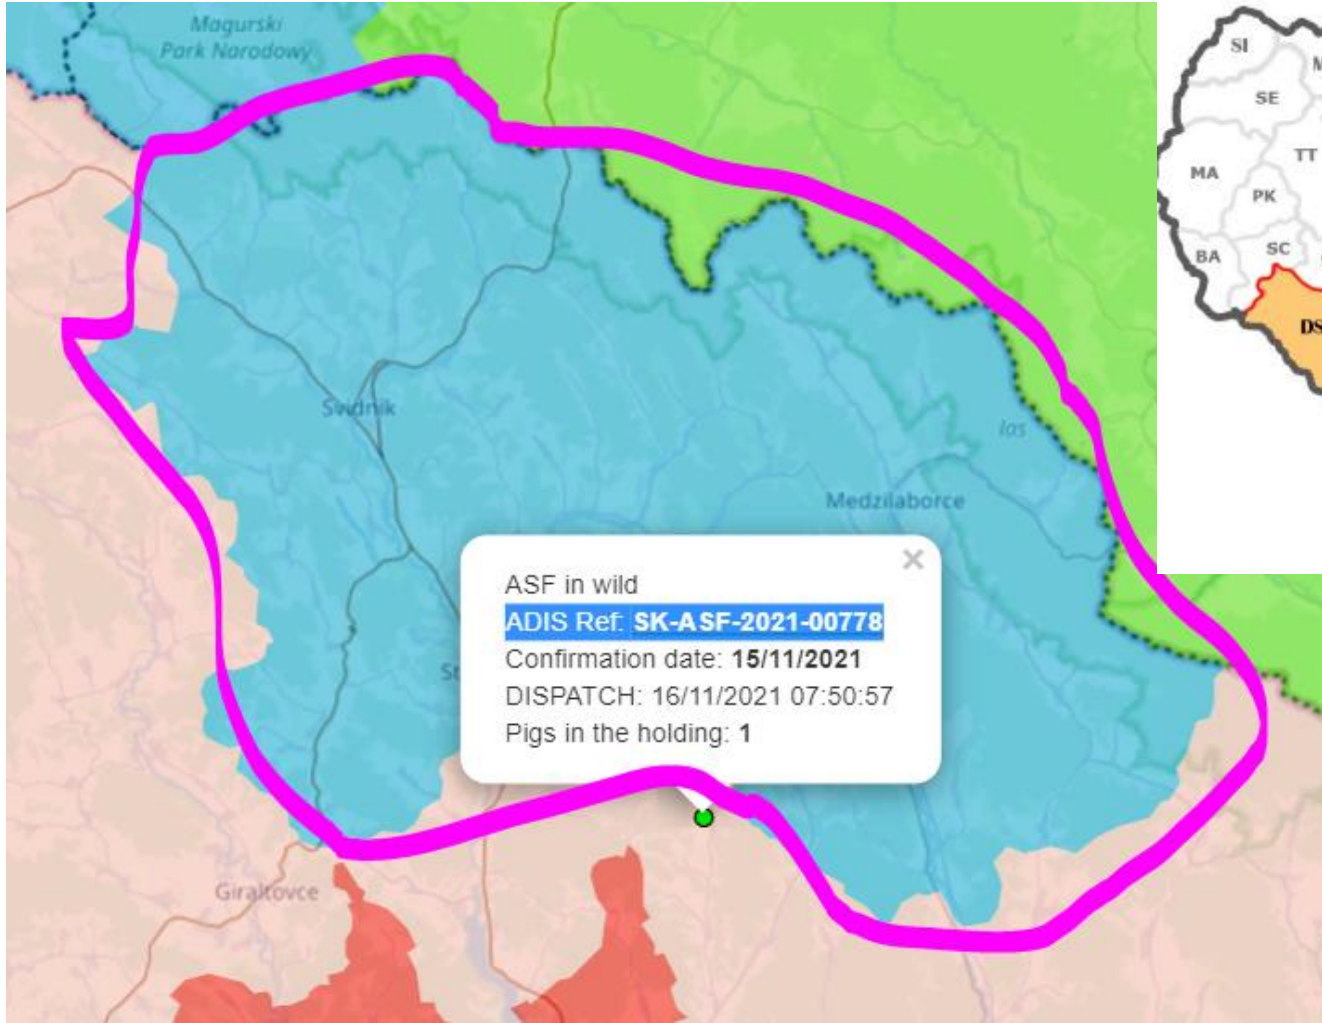 Magurski
Park Narodowy
SI
SE
MA
TT
PK
BA
SC
DS
Svidník
las
Medzilaborce
ASF in wild
ADIS Ref: SK-ASF-2021-00778
Confirmation date: 15/11/2021
DISPATCH: 16/11/2021 07:50:57
Pigs in the holding: 1
Giraltovce